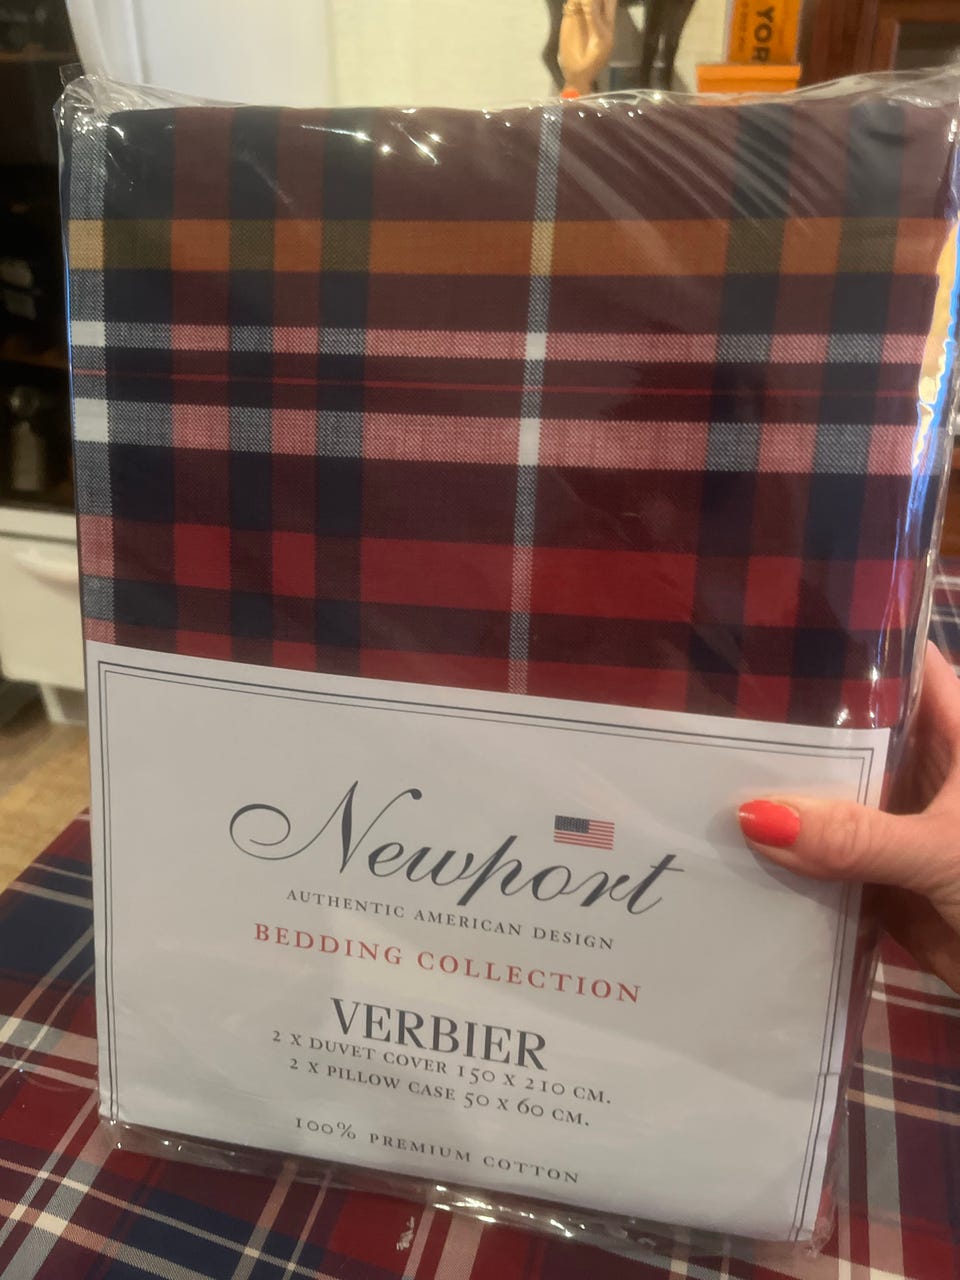 YOR
Newport
AUTHENTIC AMERICAN DESIGN
BEDDING COLLECTION
VERBIER
2 X DUVET COVER 150 X 210 CM.
2 X PILLOW CASE 50 X 60 CM.
100% PREMIUM COTTON